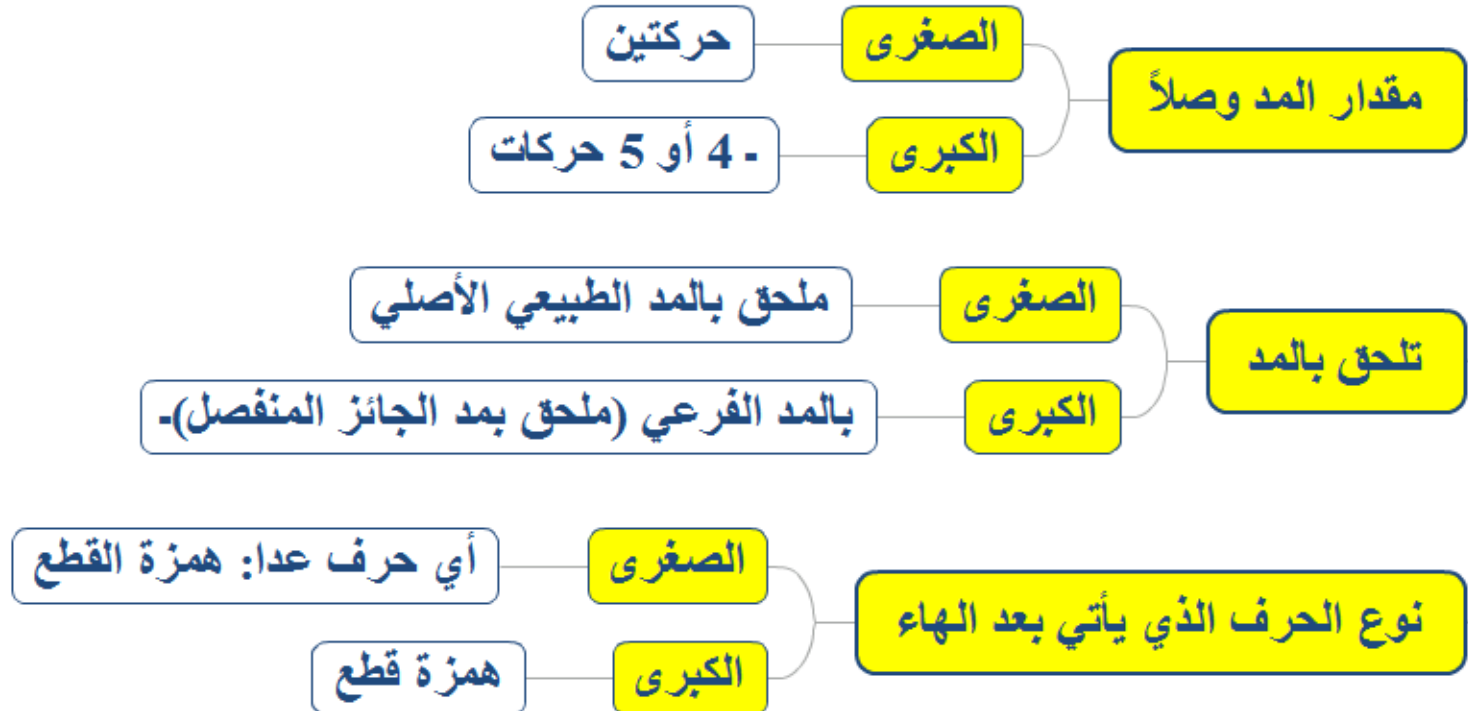 مقدار المد وصلاً
الصغرى
حركتين
الكبرى
- 4 أو 5 حركات
تلحق بالمد
الصغرى
ملحق بالمد الطبيعي الأصلي
الكبرى
بالمد الفرعي (ملحق بمد الجائز المنفصل)-
نوع الحرف الذي يأتي بعد الهاء
الصغرى
أي حرف عدا: همزة القطع
الكبرى
همزة قطع